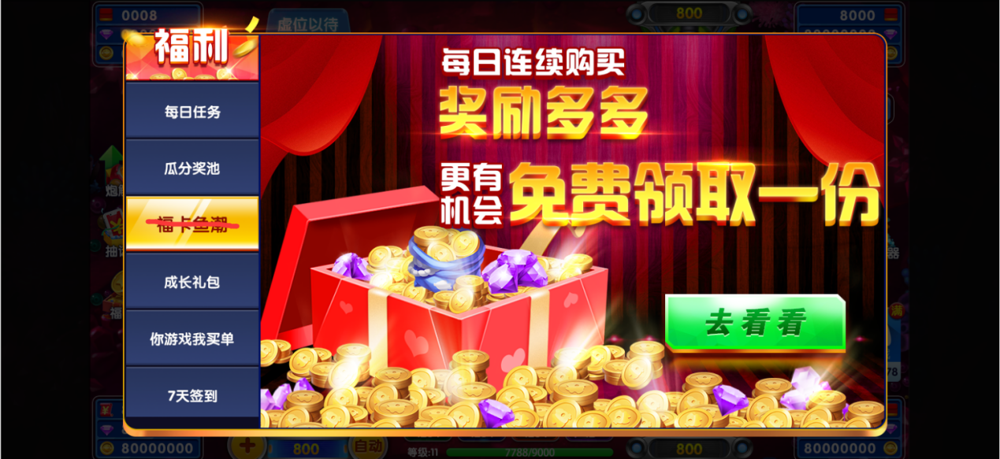 0008
虚位以待
800
8000
福利
每日任务
瓜分奖池
福卡鱼潮
成长礼包
你游戏我买单
7天签到
每日连续购买
奖励多多
更有
机会
免费领取一份
去看看
满
80000000
800
自动
等级:11
7788/9000
800
80000000